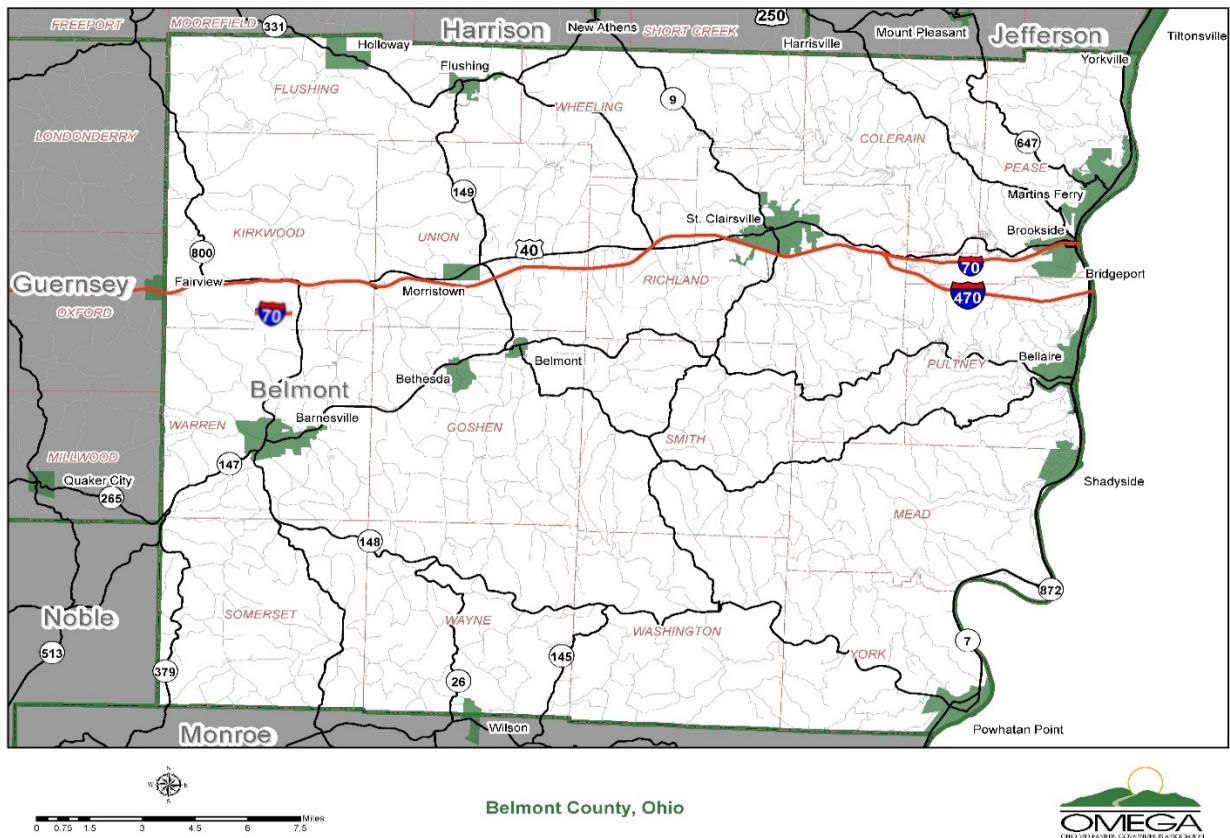 250
FREEPORT
MOOREFIELD
331
Harrison
New Athens
SHORT CREEK
Harrisville
Mount Pleasant
Jefferson
Tiltonsville
Holloway
Flushing
Yorkville
FLUSHING
9
WHEELING
LONDONDERRY
COLERAIN
647
PEASE
149
Martins Ferry
St. Clairsville
KIRKWOOD
UNION
40
Brookside
800
RICHLAND
70
Guernsey
Fairview
Morristown
Bridgeport
OXFORD
470
70
Belmont
Bellaire
PULTNEY
Bethesda
Belmont
Barnesville
WARREN
GOSHEN
SMITH
MILLWOOD
147
Quaker City
265
Shadyside
MEAD
148
872
Noble
SOMERSET
WAYNE
WASHINGTON
7
513
YORK
145
379
26
Wilson
Monroe
Powhatan Point
N
W E
S
Belmont County, Ohio
Miles
0 0.75 1.5 3 4.5 6 7.5
OMEGA